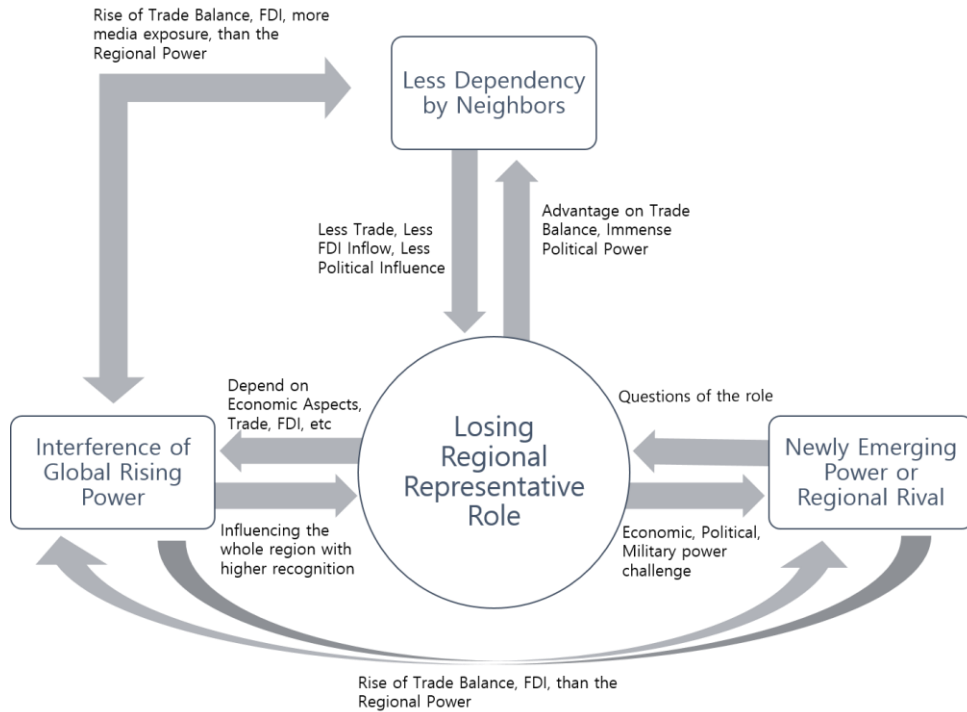 Rise of Trade Balance, FDI, more
media exposure, than the
Regional Power
Less Dependency
by Neighbors
Less Trade, Less
FDI Inflow, Less
Political Influence
Advantage on Trade
Balance, Immense
Political Power
Depend on
Economic Aspects,
Trade, FDI, etc
Questions of the role
Interference of
Global Rising
Power
Losing
Regional
Representative
Role
Newly Emerging
Power or
Regional Rival
Influencing the
whole region with
higher recognition
Economic, Political,
Military power
challenge
Rise of Trade Balance, FDI, than the
Regional Power